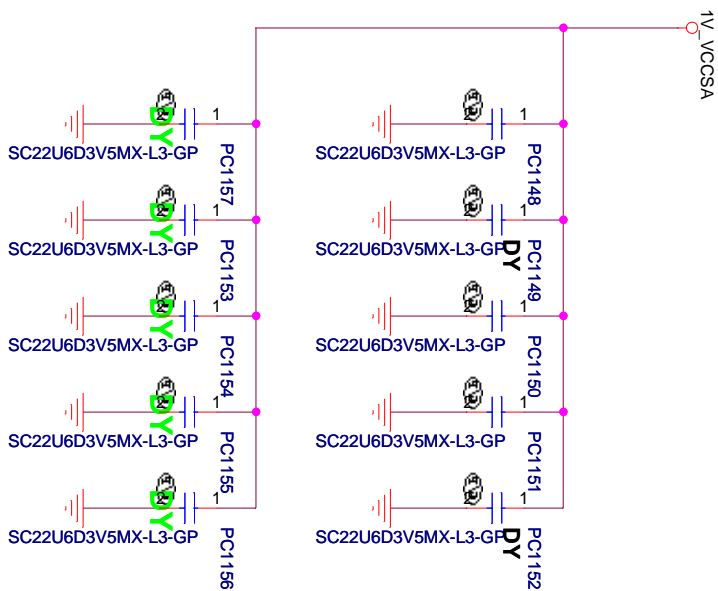 1V_VCCSA
2
DY
1
SC22U6D3V5MX-L3-GP
PC1157
2
1
SC22U6D3V5MX-L3-GP
PC1148
2
DY
1
SC22U6D3V5MX-L3-GP
PC1153
2
1
SC22U6D3V5MX-L3-GP
DY
PC1149
2
DY
1
SC22U6D3V5MX-L3-GP
PC1154
2
1
SC22U6D3V5MX-L3-GP
PC1150
2
DY
1
SC22U6D3V5MX-L3-GP
PC1155
2
1
SC22U6D3V5MX-L3-GP
PC1151
2
DY
1
SC22U6D3V5MX-L3-GP
PC1156
2
1
SC22U6D3V5MX-L3-GP
DY
PC1152